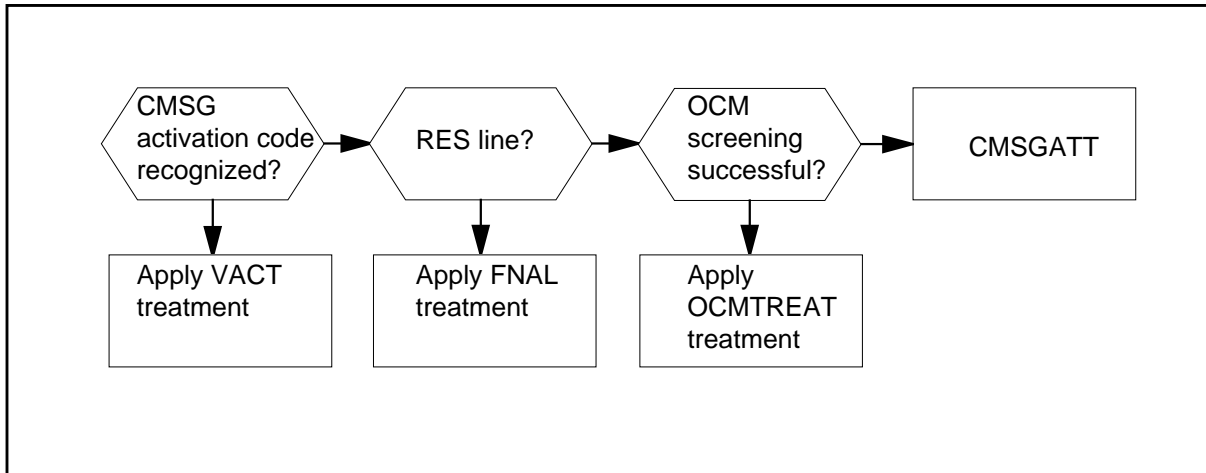 CMSG
activation code
recognized?
RES line?
OCM
screening
successful?
CMSGATT
Apply VACT
treatment
Apply FNAL
treatment
Apply
OCMTREAT
treatment